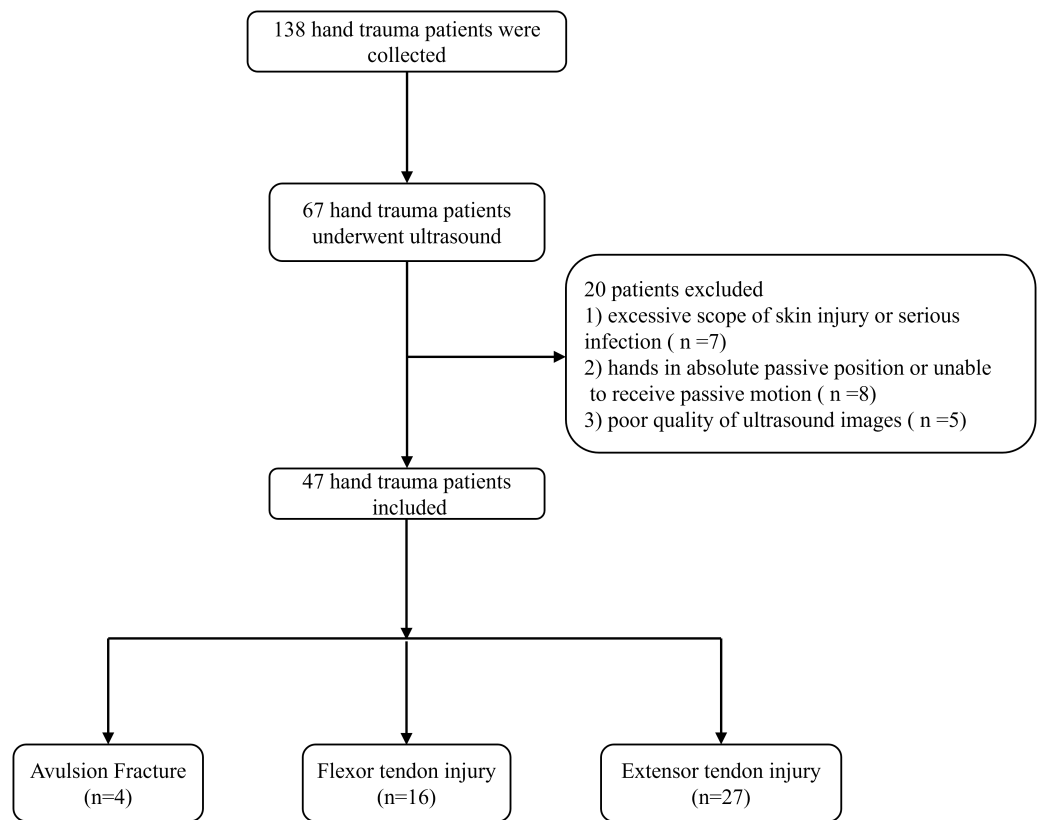 138 hand trauma patients were
collected
67 hand trauma patients
underwent ultrasound
20 patients excluded
1) excessive scope of skin injury or serious
infection ( n =7)
2) hands in absolute passive position or unable
to receive passive motion ( n =8)
3) poor quality of ultrasound images ( n =5)
47 hand trauma patients
included
Avulsion Fracture
(n=4)
Flexor tendon injury
(n=16)
Extensor tendon injury
(n=27)